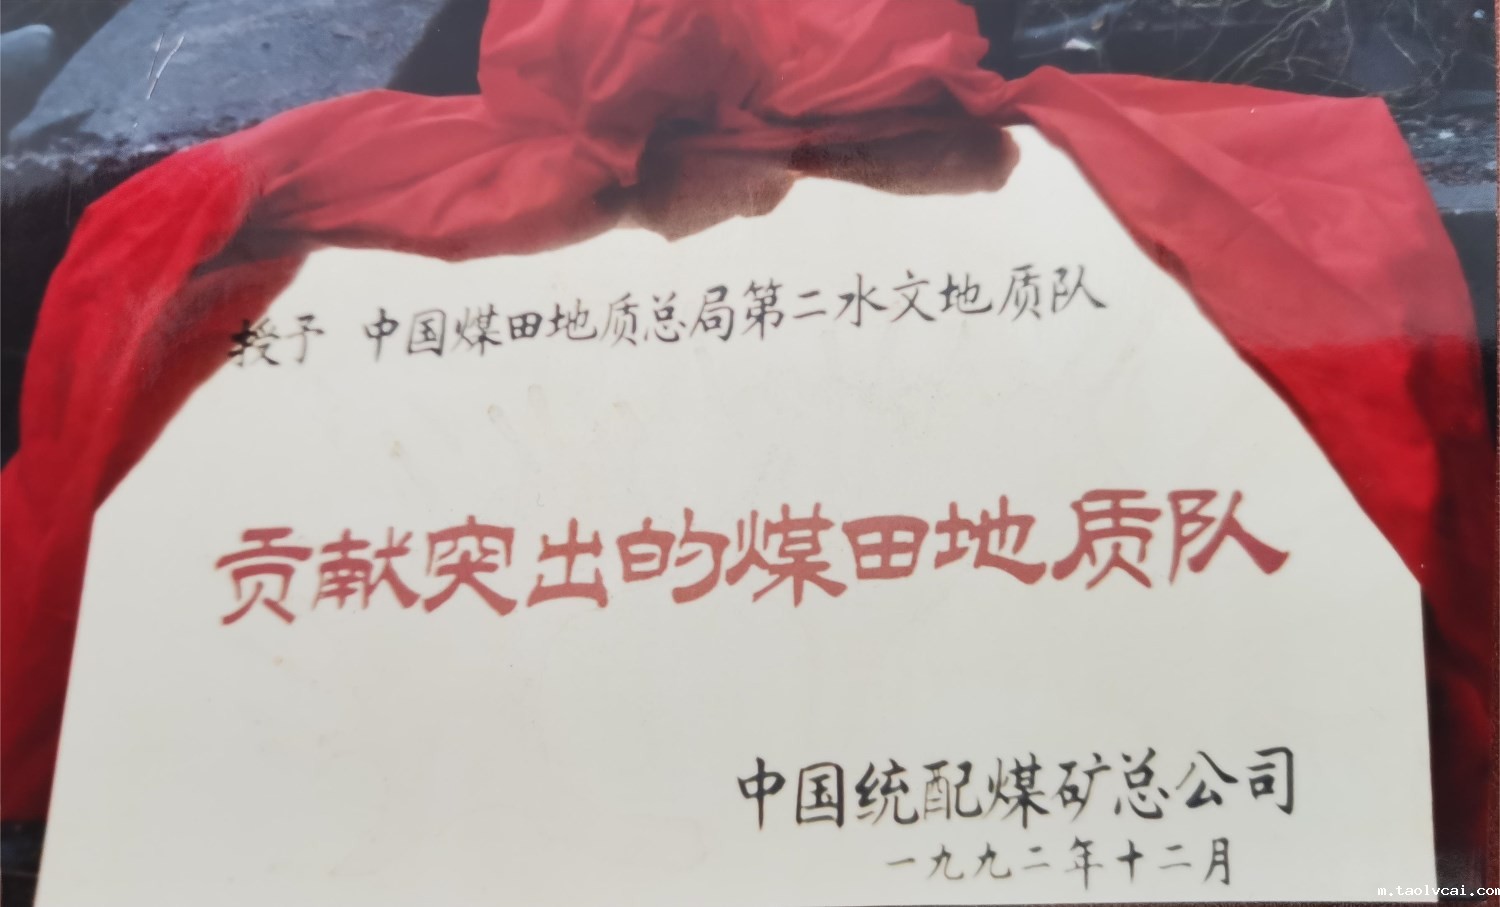 授予 中国煤田地质总局第二水文地质队
贡献突出的煤田地质队
中国统配煤矿总公司
一九九二年十二月
m.taolvcai.com